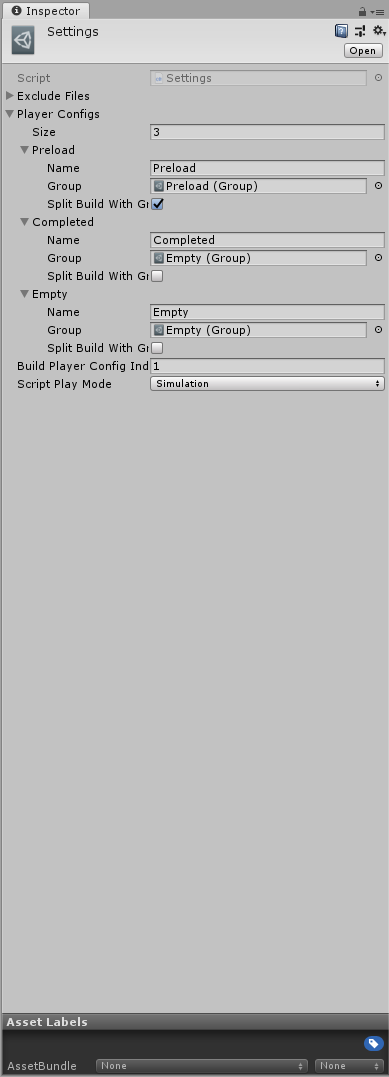 Inspector
Settings
Open
Script Settings
Exclude Files
Player Configs
Size 3
Preload
Name Preload
Group Preload (Group)
Split Build With Gr
Completed
Name Completed
Group Empty (Group)
Split Build With Gr
Empty
Name Empty
Group Empty (Group)
Split Build With Gr
Build Player Config Ind 1
Script Play Mode Simulation
Asset Labels
AssetBundle None None